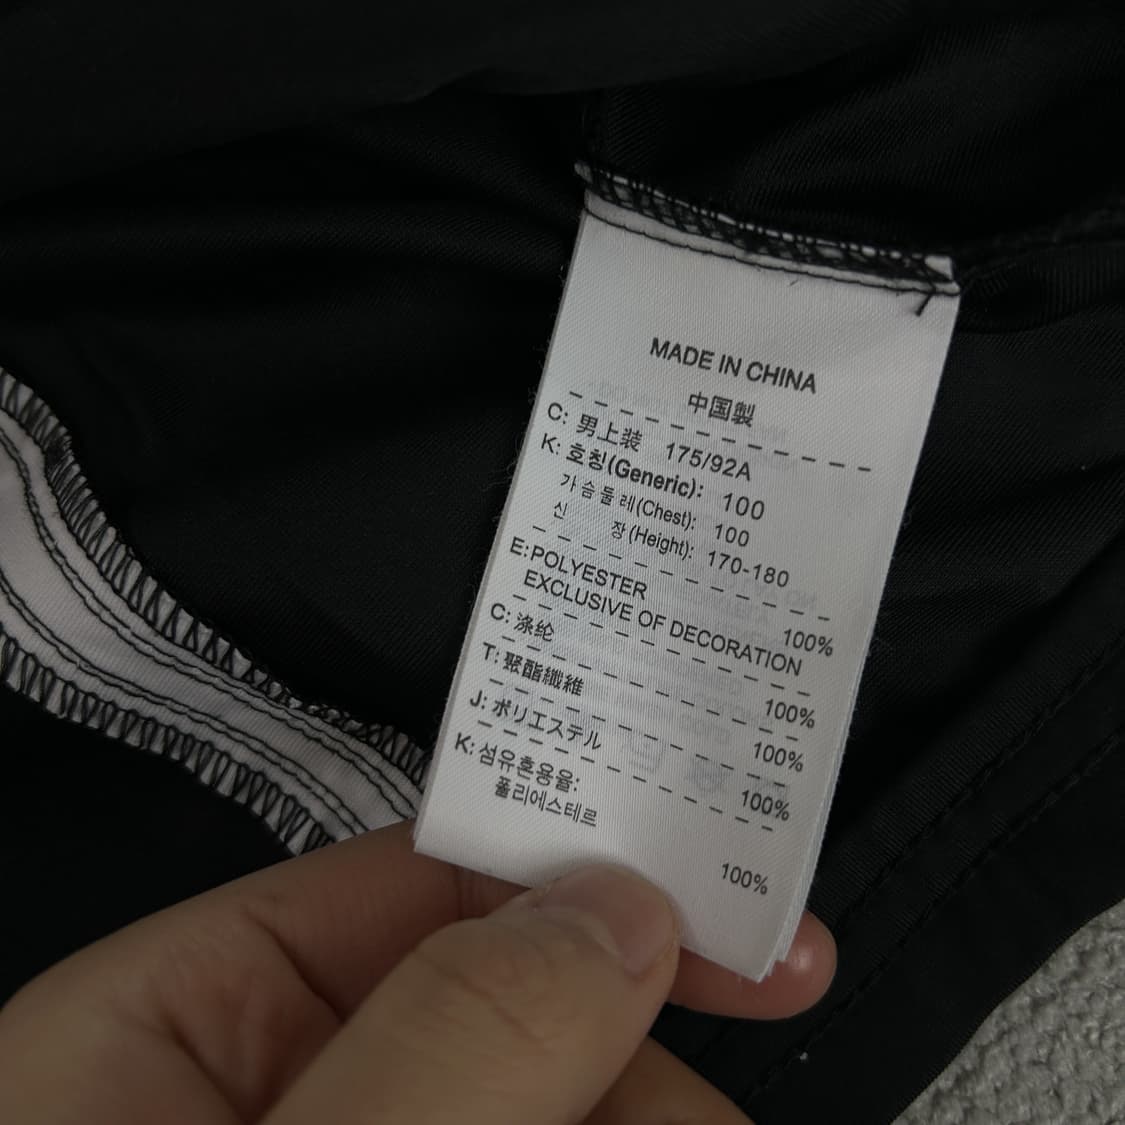 MADE IN CHINA
中国製
C: 男上装 175/92A
K: 호칭(Generic): 100
가슴둘레(Chest): 100
신 장(Height): 170-180
E:POLYESTER 100%
EXCLUSIVE OF DECORATION
C: 涤纶 100%
T: 聚酯纖維 100%
J: ポリエステル 100%
K: 섬유혼용율:
폴리에스테르 100%